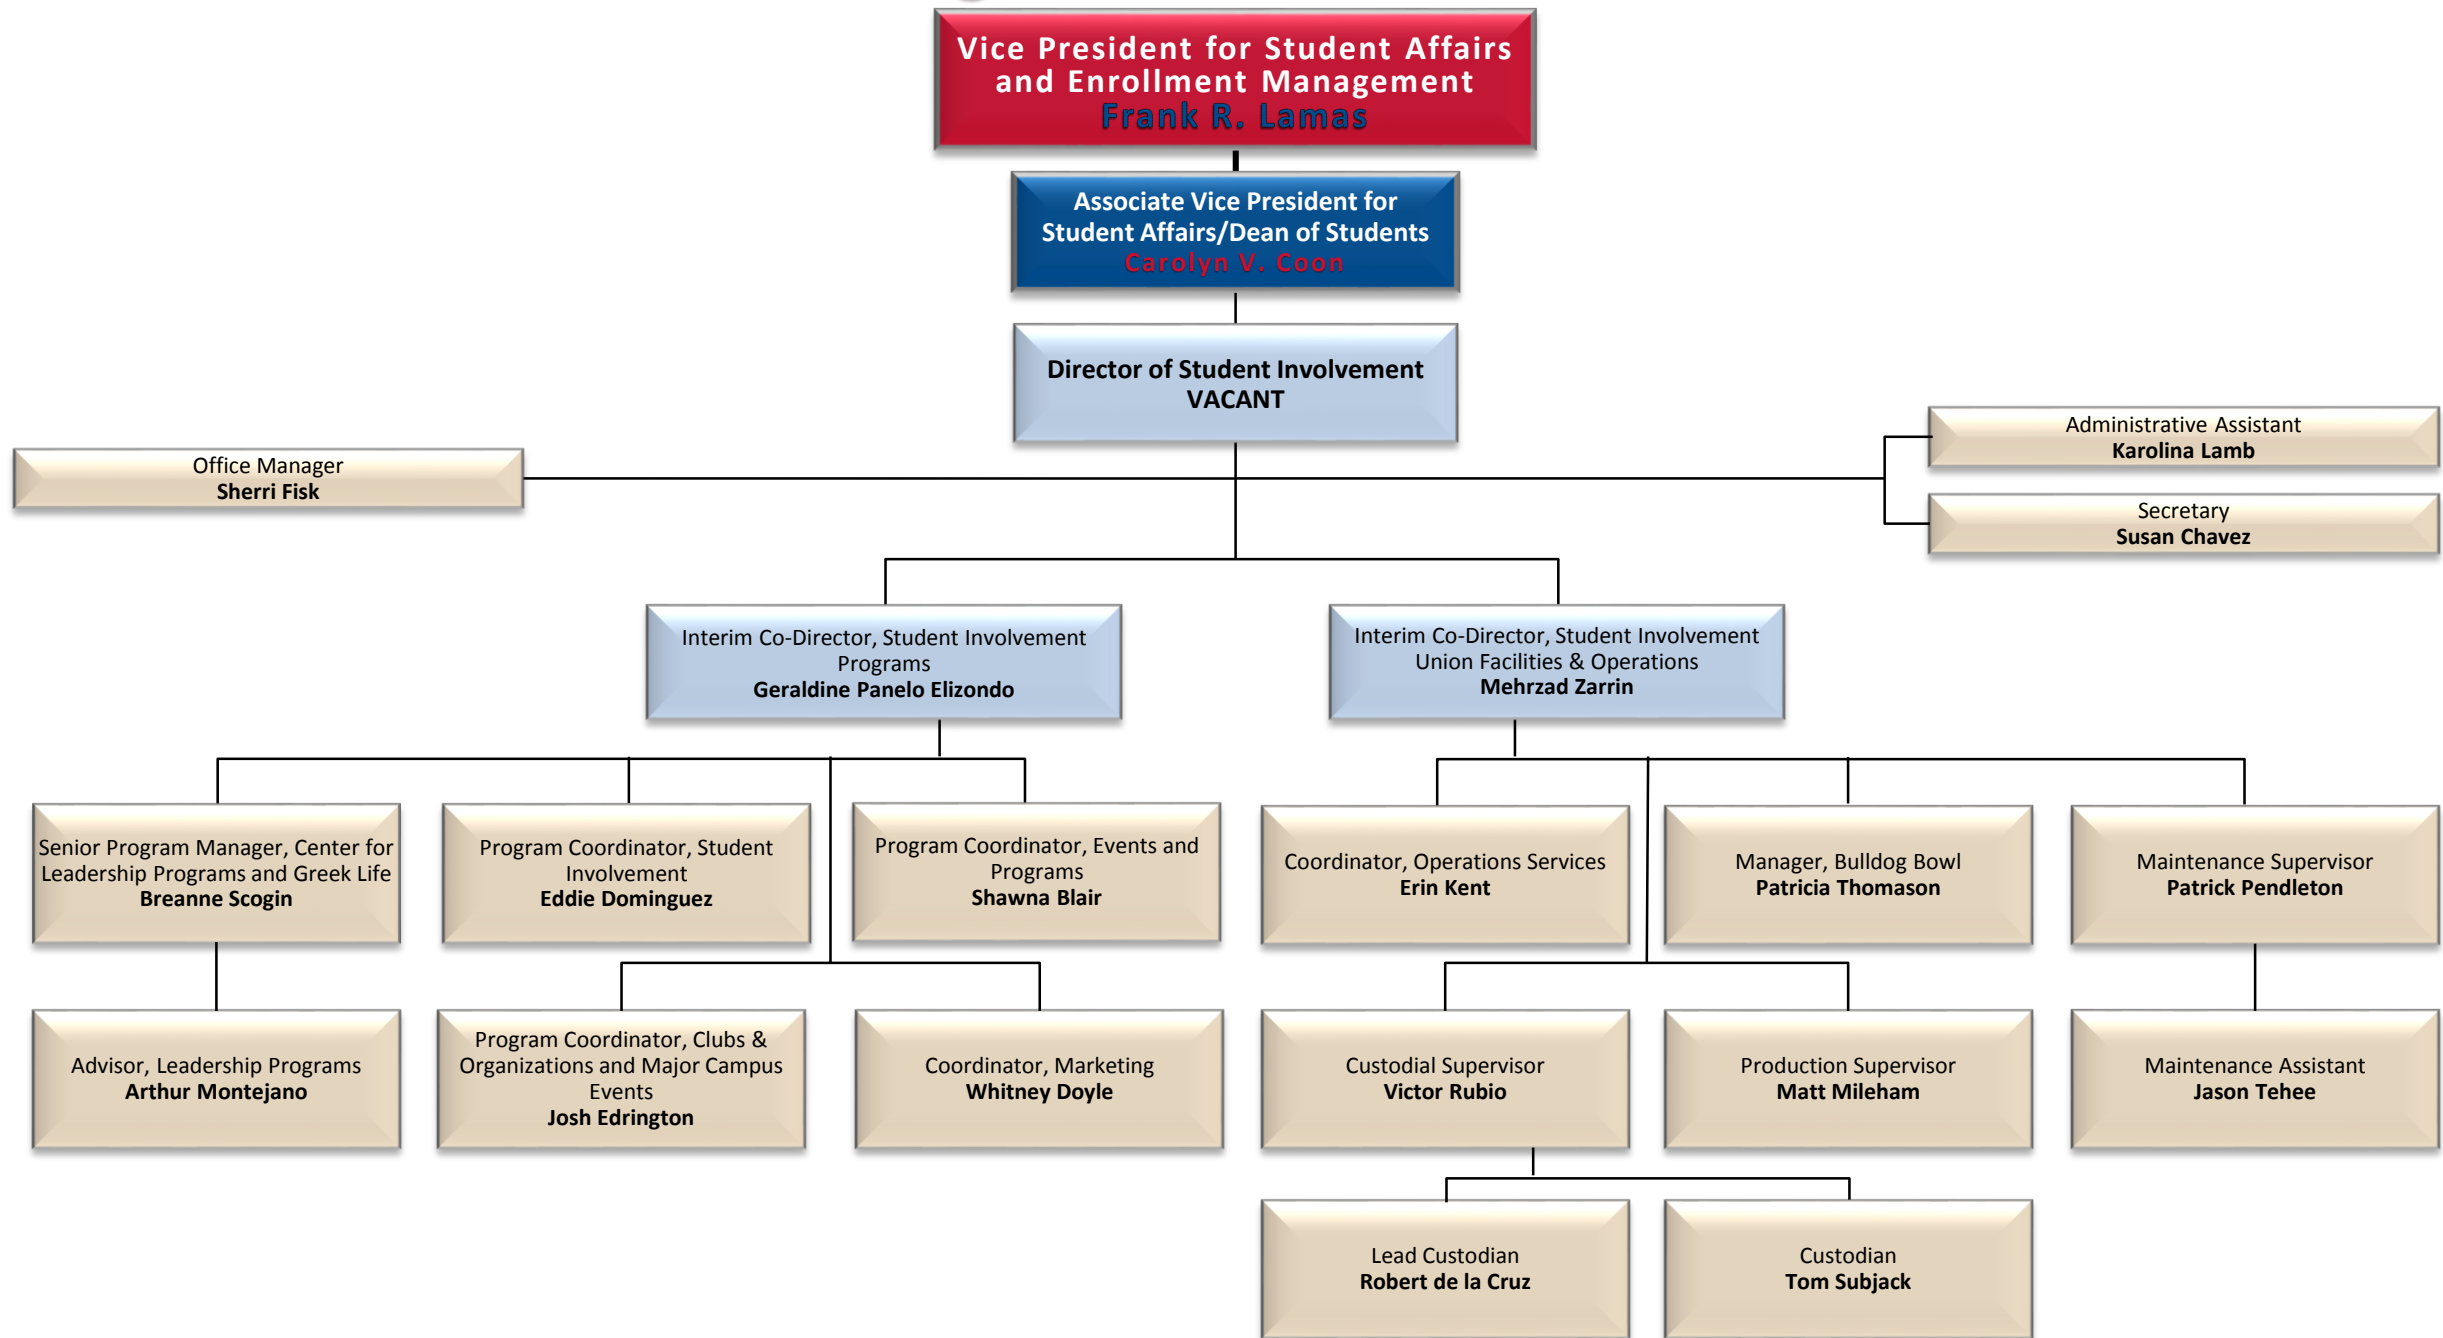 Vice President for Student Affairs
and Enrollment Management
Frank R. Lamas
Associate Vice President for
Student Affairs/Dean of Students
Carolyn V. Coon
Director of Student Involvement
VACANT
Office Manager
Sherri Fisk
Administrative Assistant
Karolina Lamb
Secretary
Susan Chavez
Interim Co-Director, Student Involvement
Programs
Geraldine Panelo Elizondo
Interim Co-Director, Student Involvement
Union Facilities & Operations
Mehrzad Zarrin
Senior Program Manager, Center for
Leadership Programs and Greek Life
Breanne Scogin
Program Coordinator, Student
Involvement
Eddie Dominguez
Program Coordinator, Events and
Programs
Shawna Blair
Coordinator, Operations Services
Erin Kent
Manager, Bulldog Bowl
Patricia Thomason
Maintenance Supervisor
Patrick Pendleton
Advisor, Leadership Programs
Arthur Montejano
Program Coordinator, Clubs &
Organizations and Major Campus
Events
Josh Edrington
Coordinator, Marketing
Whitney Doyle
Custodial Supervisor
Victor Rubio
Production Supervisor
Matt Mileham
Maintenance Assistant
Jason Tehee
Lead Custodian
Robert de la Cruz
Custodian
Tom Subjack